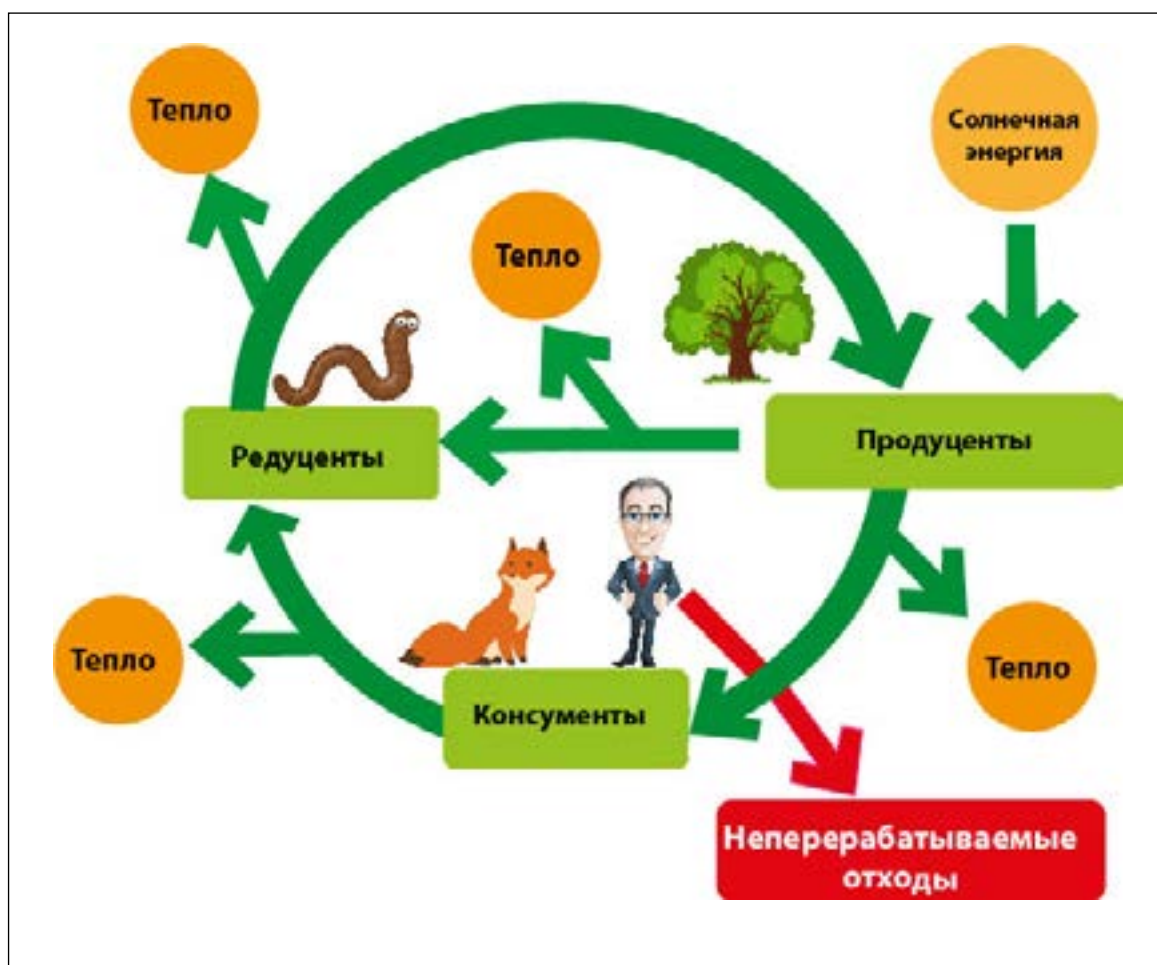 Тепло
Солнечная
энергия
Тепло
Редуценты
Продуценты
Тепло
Тепло
Консументы
Неперерабатываемые
отходы